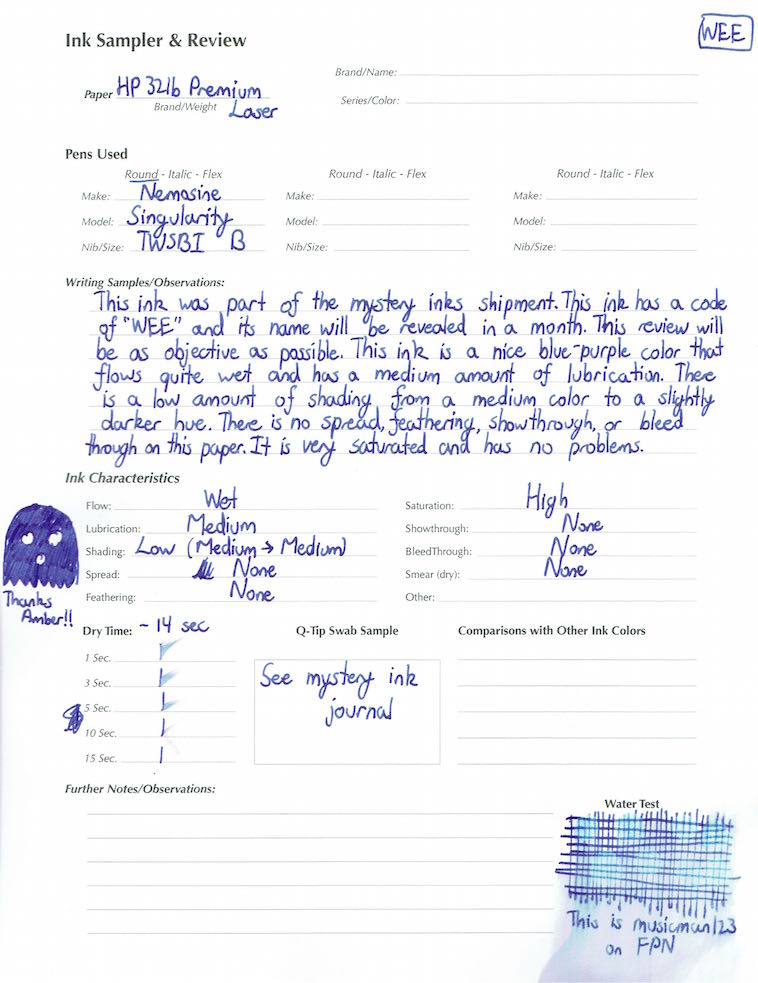 WEE
Ink Sampler & Review
Brand/Name:
Paper HP 32lb Premium
Brand/Weight Laser
Series/Color:
Pens Used
Round - Italic - Flex Round - Italic - Flex Round - Italic - Flex
Make: Nemosine Make: Make:
Model: Singularity Model: Model:
Nib/Size: TWSBI B Nib/Size: Nib/Size:
Writing Samples/Observations:
This ink was part of the mystery inks shipment. This ink has a code
of "WEE" and its name will be revealed in a month. This review will
be as objective as possible. This ink is a nice blue-purple color that
flows quite wet and has a medium amount of lubrication. There
is a low amount of shading from a medium color to a slightly
darker hue. There is no spread, feathering, showthrough, or bleed
through on this paper. It is very saturated and has no problems.
Ink Characteristics
Flow: Wet Saturation: High
Lubrication: Medium Showthrough: None
Shading: Low (Medium → Medium) BleedThrough: None
Spread: None Smear (dry): None
Feathering: None Other:
Thanks
Amber!!
Dry Time: ~ 14 sec Q-Tip Swab Sample Comparisons with Other Ink Colors
1 Sec.
3 Sec.
5 Sec.
10 Sec.
15 Sec.
See mystery ink
journal
Further Notes/Observations:
Water Test
This is musicman123
on FPN